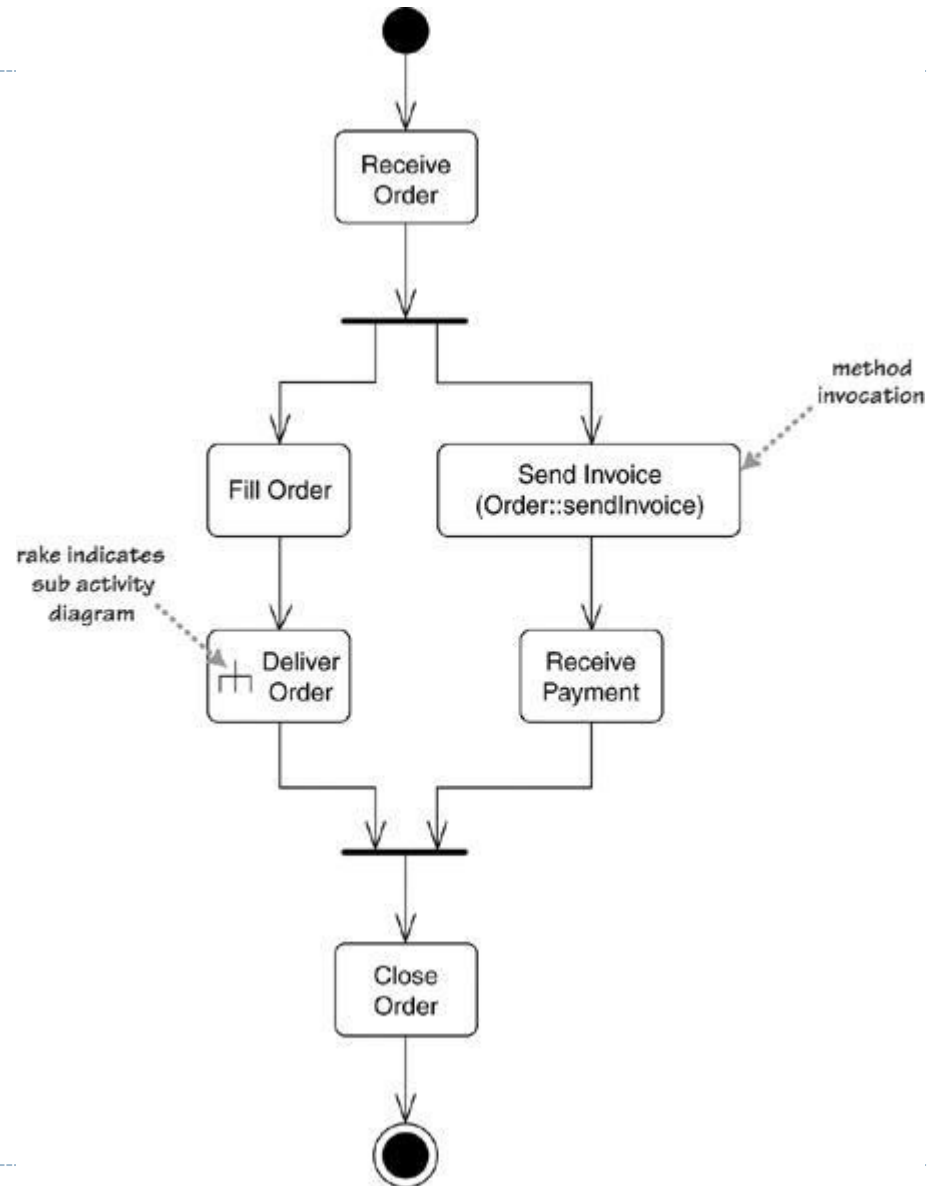 Receive
Order
method
invocation
Fill Order
Send Invoice
(Order::sendInvoice)
rake indicates
sub activity
diagram
Deliver
Order
Receive
Payment
Close
Order